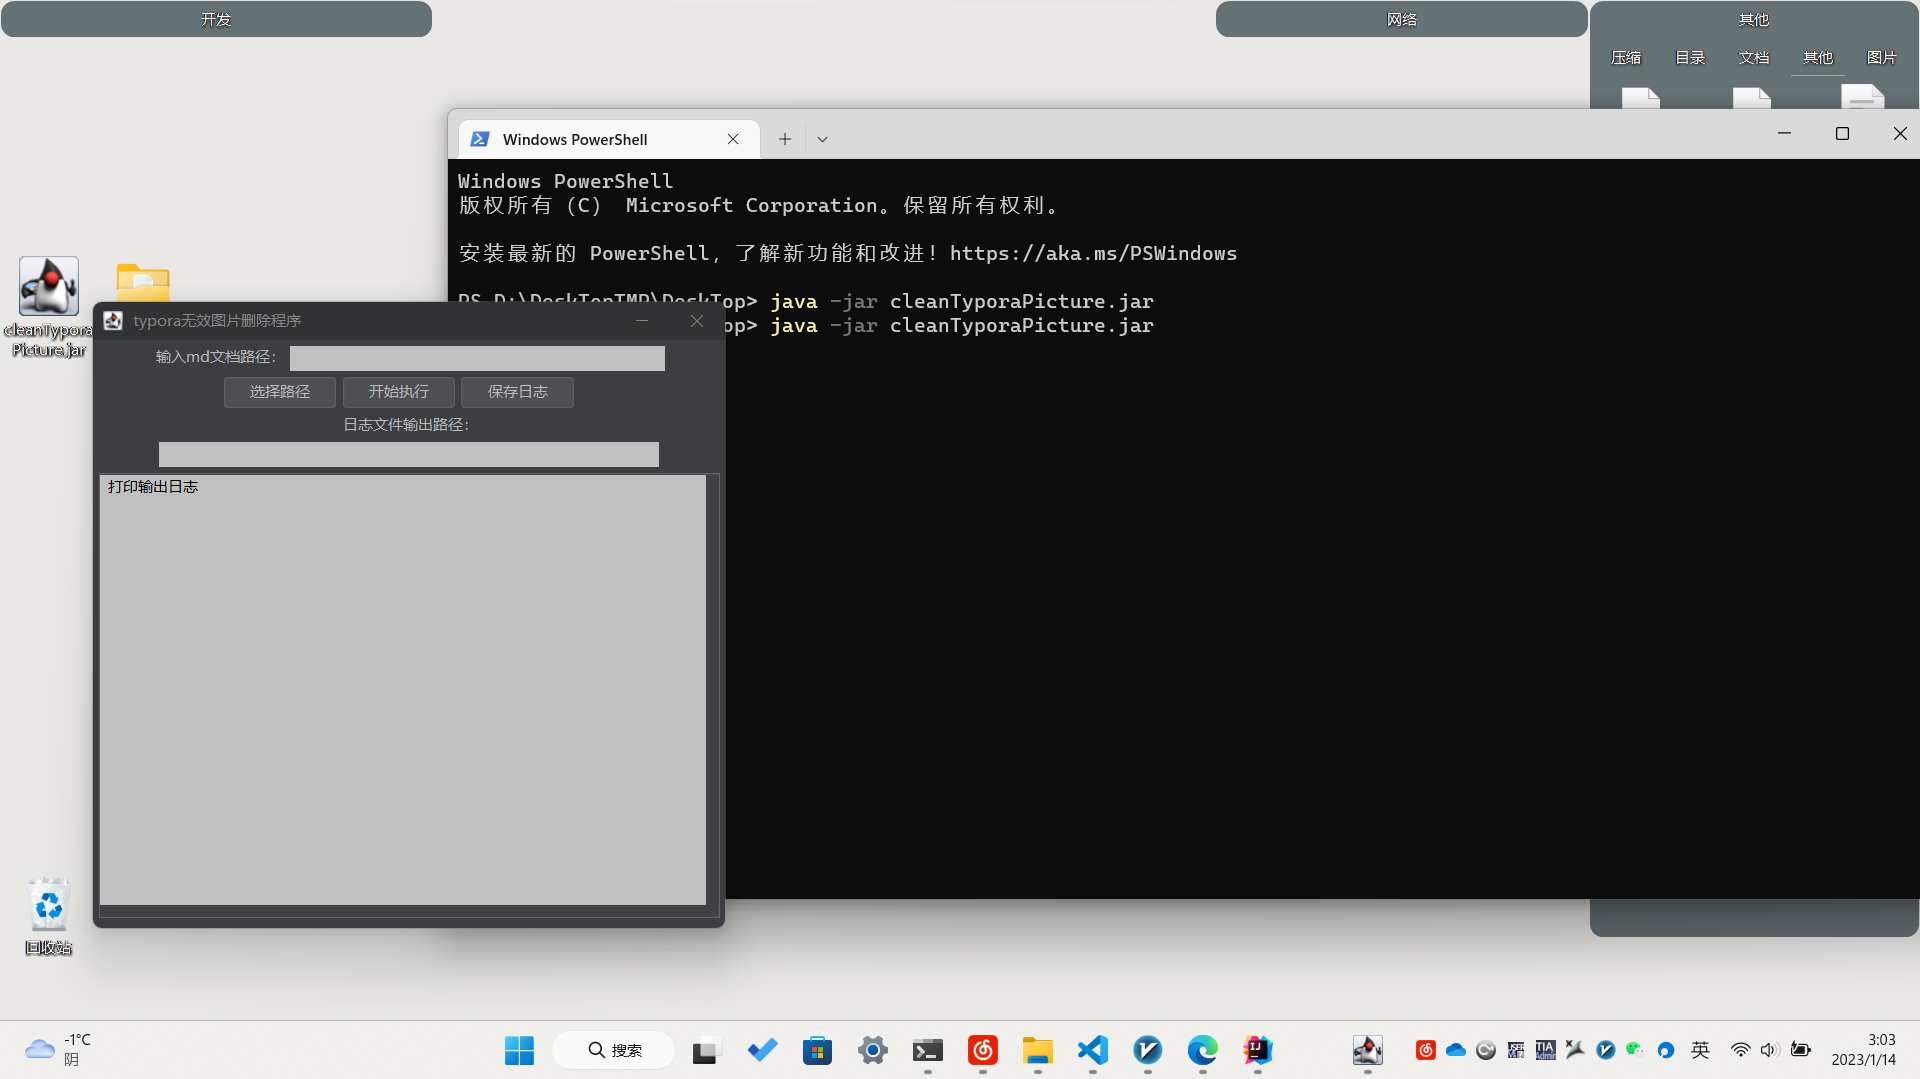 开发
网络
其他
压缩 目录 文档 其他 图片
Windows PowerShell
Windows PowerShell
版权所有 (C) Microsoft Corporation。保留所有权利。
安装最新的 PowerShell，了解新功能和改进！https://aka.ms/PSWindows
PS D:\DeskTopTMP\DeskTop> java -jar cleanTyporaPicture.jar
op> java -jar cleanTyporaPicture.jar
cleanTypora
Picture.jar
typora无效图片删除程序
输入md文档路径：
选择路径 开始执行 保存日志
日志文件输出路径：
打印输出日志
回收站
-1°C
阴
搜索
英
3:03
2023/1/14